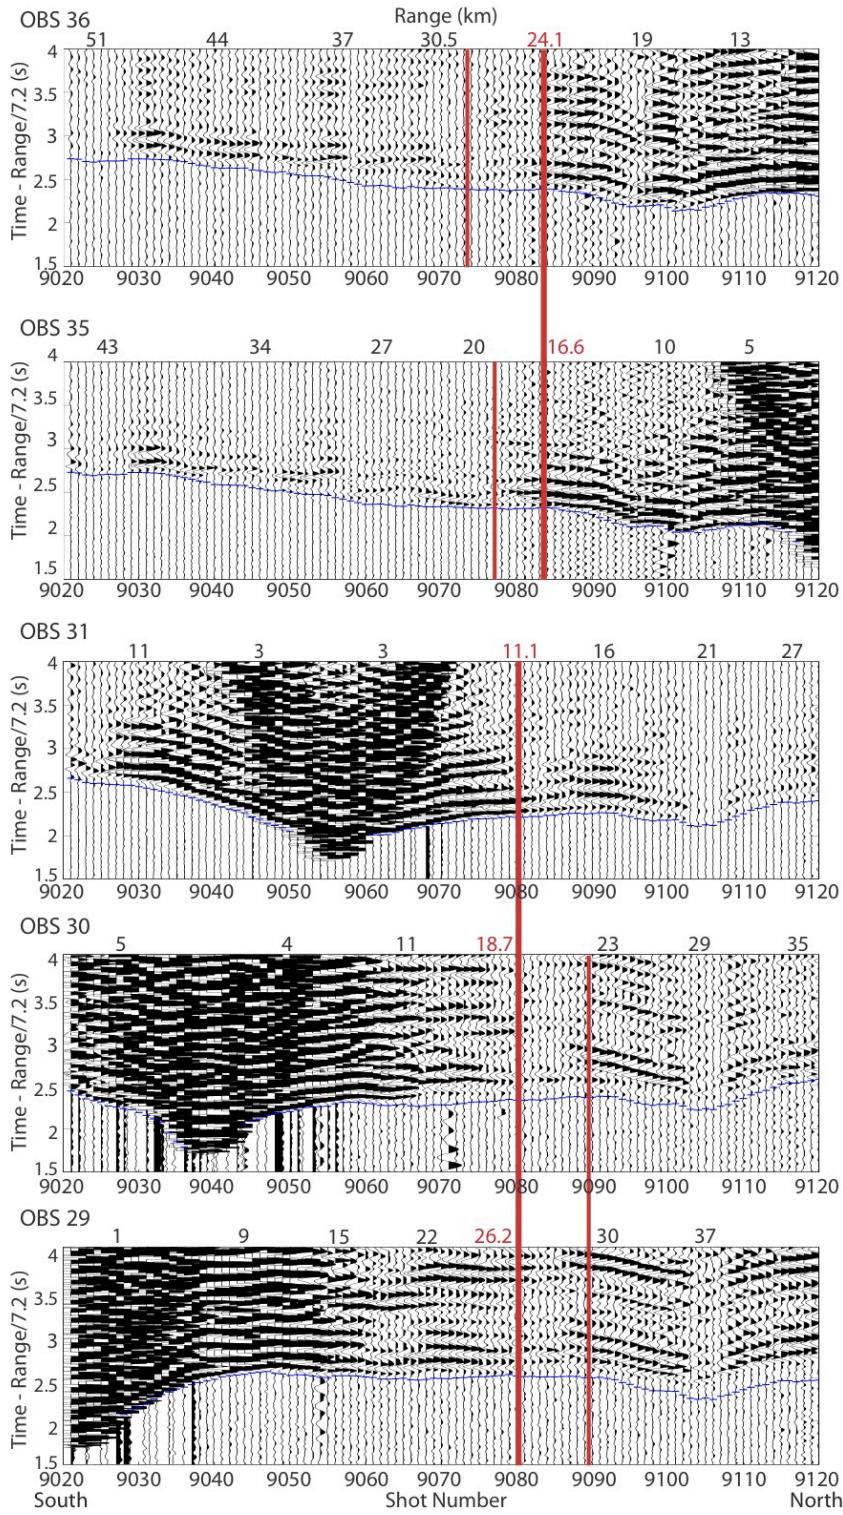 OBS 36
Range (km)
51 44 37 30.5 24.1 19 13
4
3.5
3
2.5
2
1.5
Time - Range/7.2 (s)
9020 9030 9040 9050 9060 9070 9080 9090 9100 9110 9120
OBS 35
43 34 27 20 16.6 10 5
4
3.5
3
2.5
2
1.5
Time - Range/7.2 (s)
9020 9030 9040 9050 9060 9070 9080 9090 9100 9110 9120
OBS 31
11 3 3 11.1 16 21 27
4
3.5
3
2.5
2
1.5
Time - Range/7.2 (s)
9020 9030 9040 9050 9060 9070 9080 9090 9100 9110 9120
OBS 30
5 4 11 18.7 23 29 35
4
3.5
3
2.5
2
1.5
Time - Range/7.2 (s)
9020 9030 9040 9050 9060 9070 9080 9090 9100 9110 9120
OBS 29
1 9 15 22 26.2 30 37
4
3.5
3
2.5
2
1.5
Time - Range/7.2 (s)
9020 9030 9040 9050 9060 9070 9080 9090 9100 9110 9120
South Shot Number North